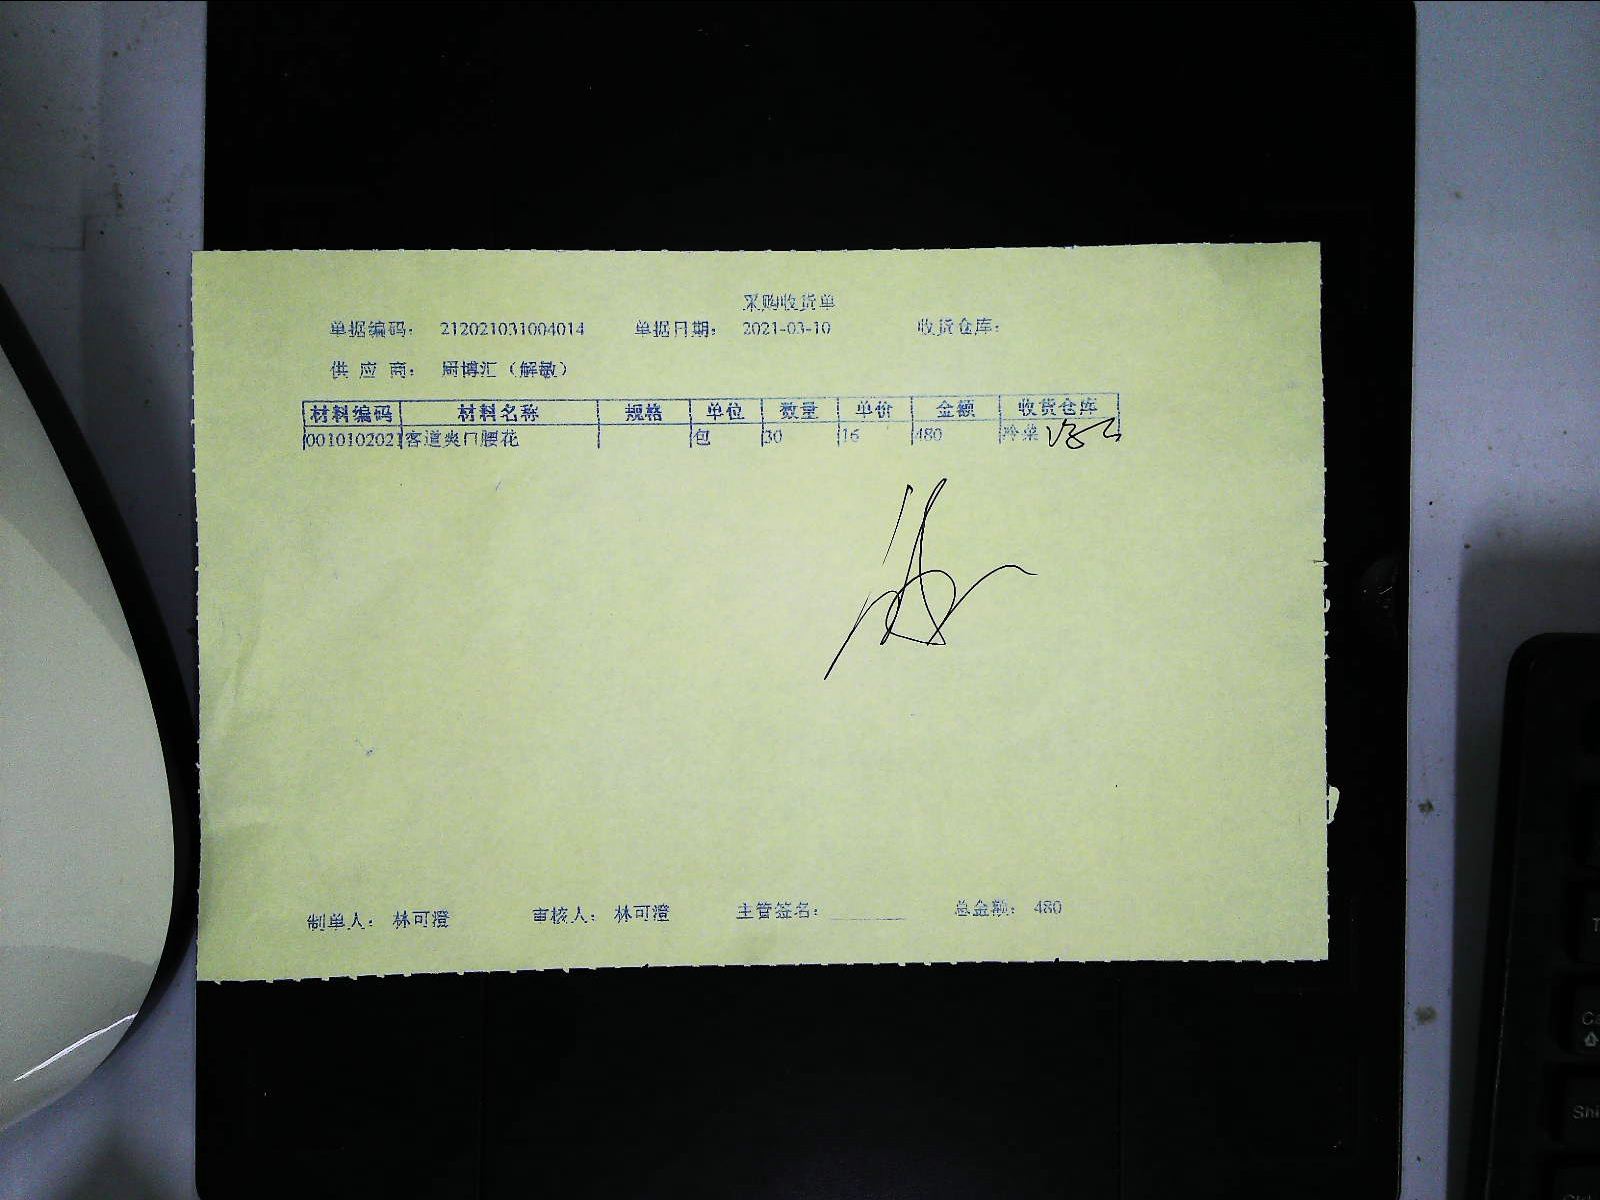 采购收货单
单据编码： 212021031004014 单据日期： 2021-03-10 收货仓库：
供 应 商： 厨博汇（解敏）
材料编码 材料名称 规格 单位 数量 单价 金额 收货仓库
0010102021 客道爽口腰花 包 30 16 480 冷菜
制单人： 林可澄 审核人： 林可澄 主管签名： 总金额： 480